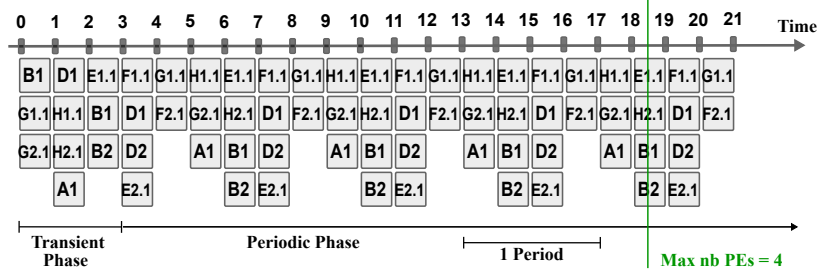 0 1 2 3 4 5 6 7 8 9 10 11 12 13 14 15 16 17 18 19 20 21 Time
B1 D1 E1.1 F1.1 G1.1 H1.1 E1.1 F1.1 G1.1 H1.1 E1.1 F1.1 G1.1 H1.1 E1.1 F1.1 G1.1 H1.1 E1.1 F1.1 G1.1
G1.1 H1.1 B1 D1 F2.1 G2.1 H2.1 D1 F2.1 G2.1 H2.1 D1 F2.1 G2.1 H2.1 D1 F2.1 G2.1 H2.1 D1 F2.1
G2.1 H2.1 B2 D2 A1 B1 D2 A1 B1 D2 A1 B1 D2 A1 B1 D2
A1 E2.1 B2 E2.1 B2 E2.1 B2 E2.1 B2 E2.1
Transient
Phase
Periodic Phase
1 Period
Max nb PEs = 4